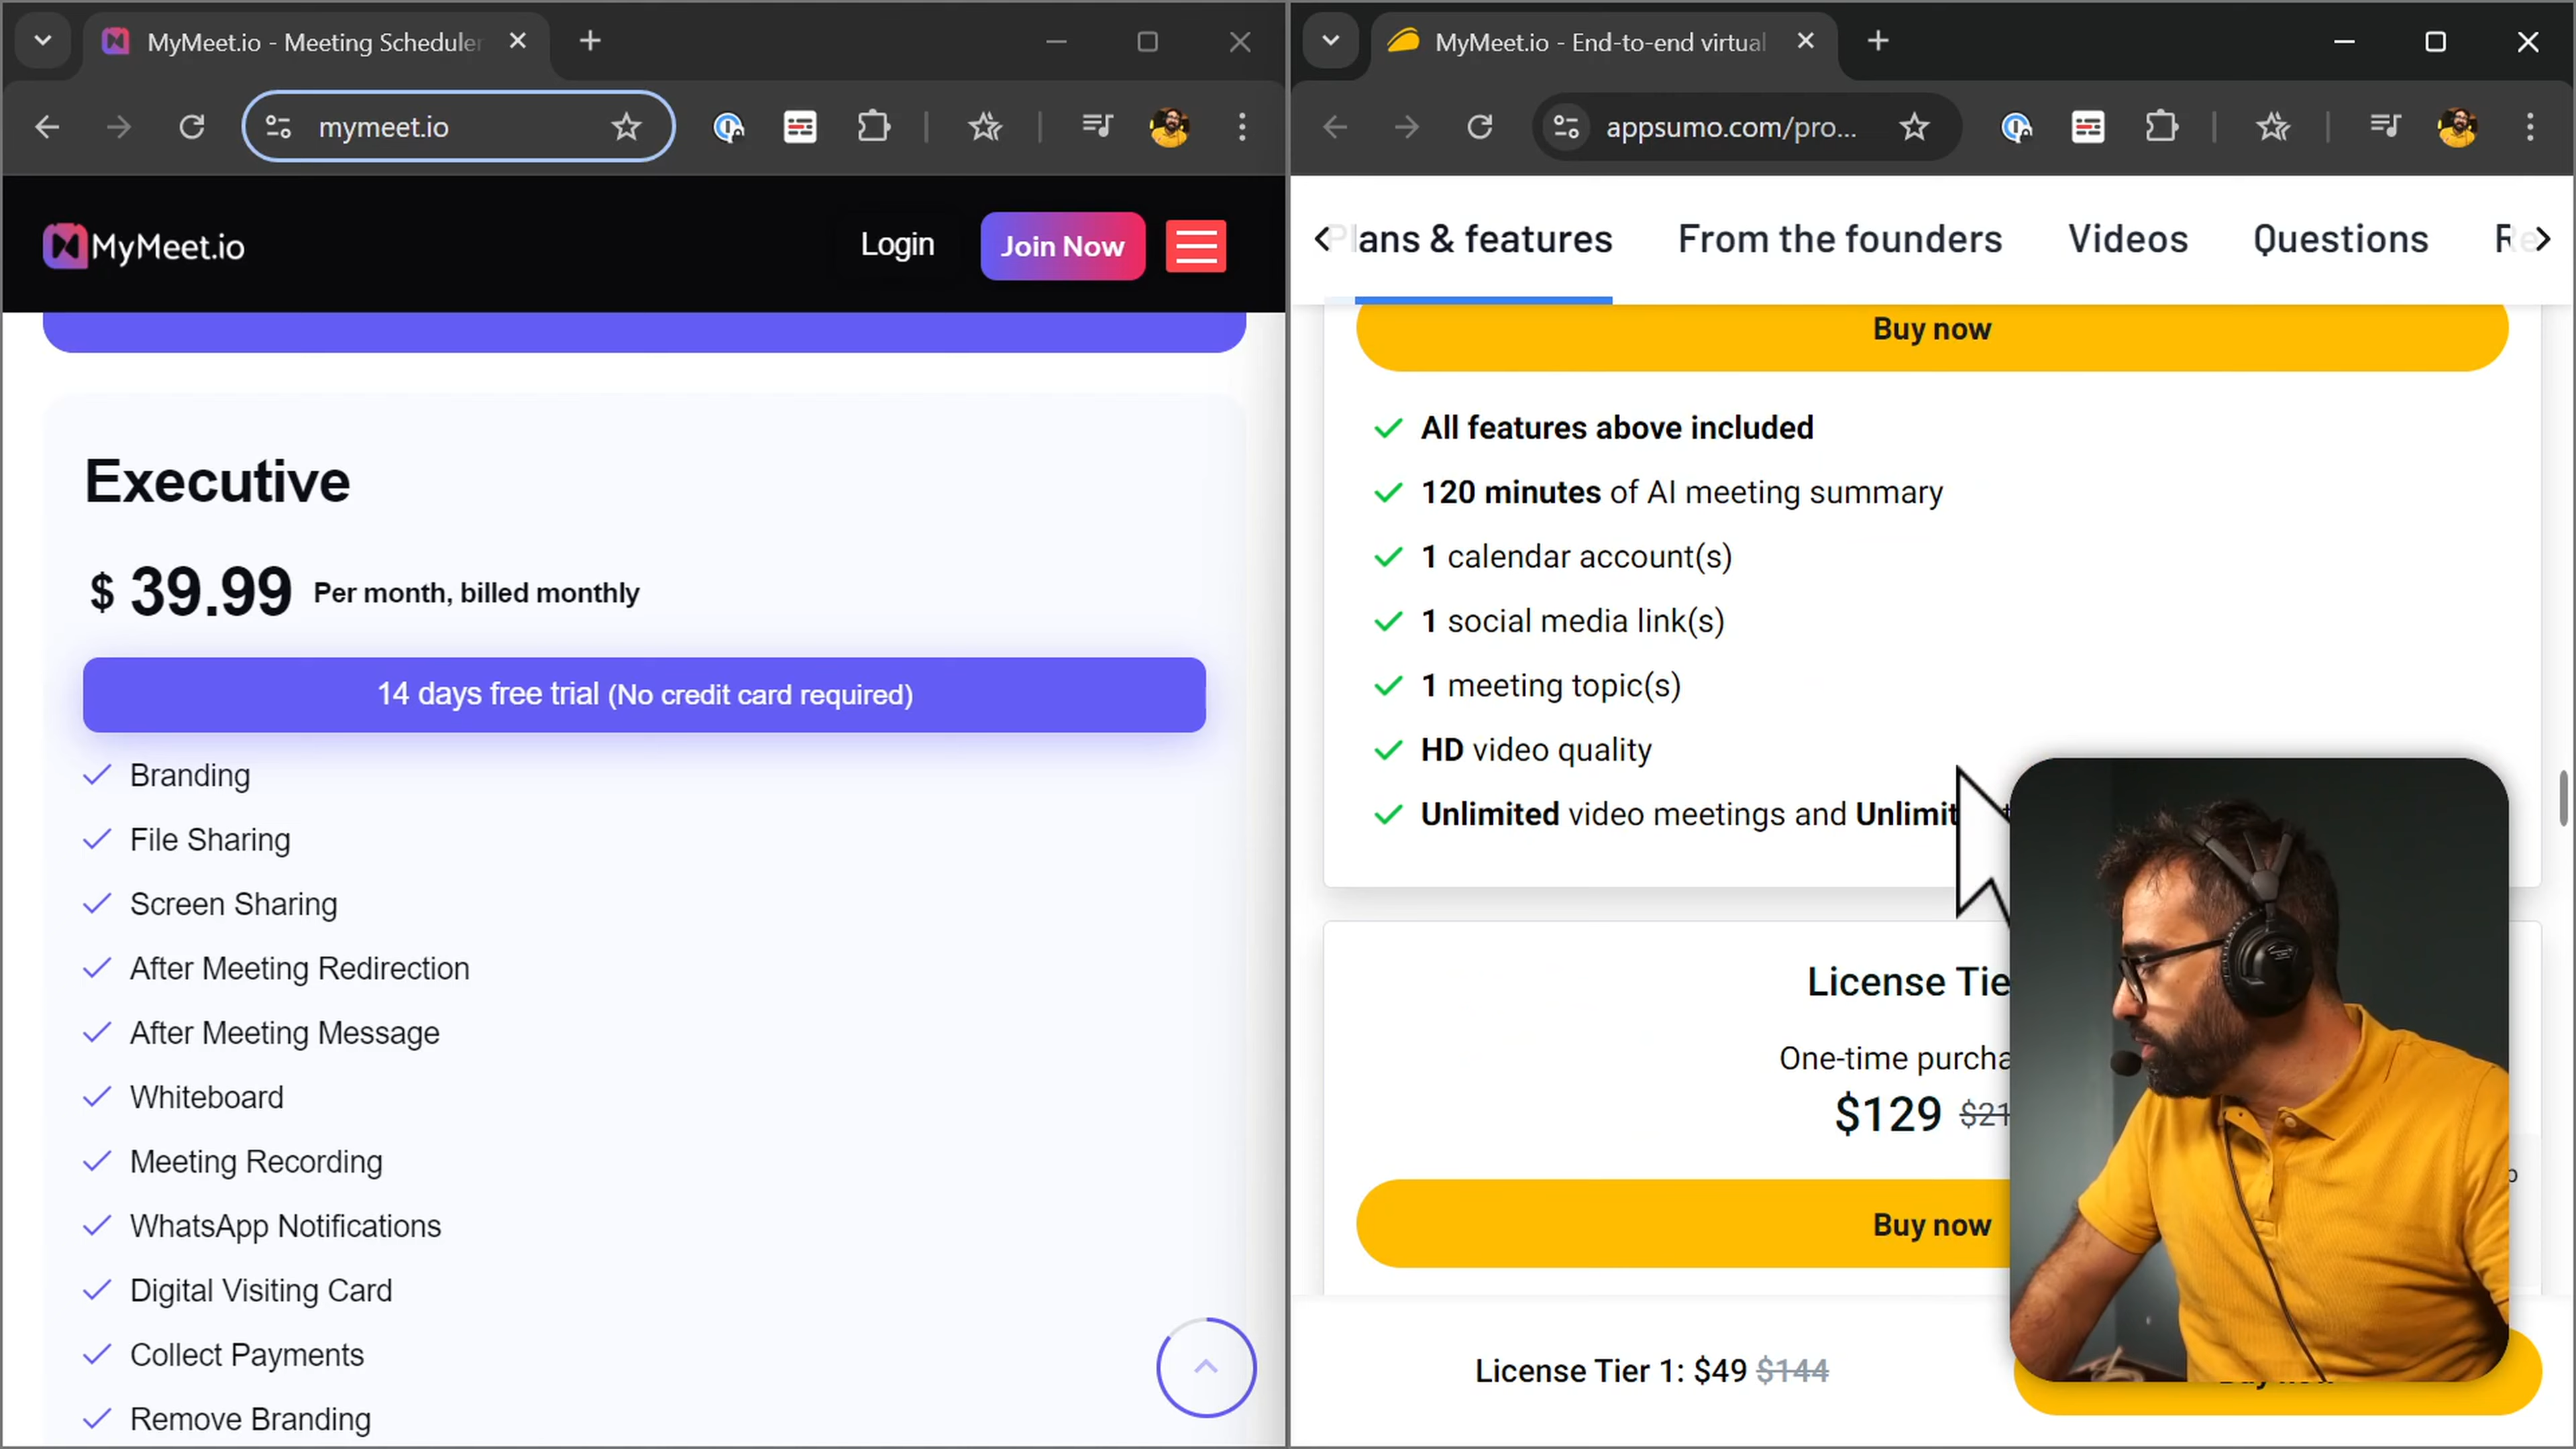 MyMeet.io - Meeting Scheduler
mymeet.io
MyMeet.io
Login
Join Now
Executive
$ 39.99 Per month, billed monthly
14 days free trial (No credit card required)
Branding
File Sharing
Screen Sharing
After Meeting Redirection
After Meeting Message
Whiteboard
Meeting Recording
WhatsApp Notifications
Digital Visiting Card
Collect Payments
Remove Branding
MyMeet.io - End-to-end virtual
appsumo.com/pro...
Plans & features
From the founders
Videos
Questions
Buy now
All features above included
120 minutes of AI meeting summary
1 calendar account(s)
1 social media link(s)
1 meeting topic(s)
HD video quality
Unlimited video meetings and Unlimit
License Tie
One-time purcha
$129 $21
Buy now
License Tier 1: $49 $144